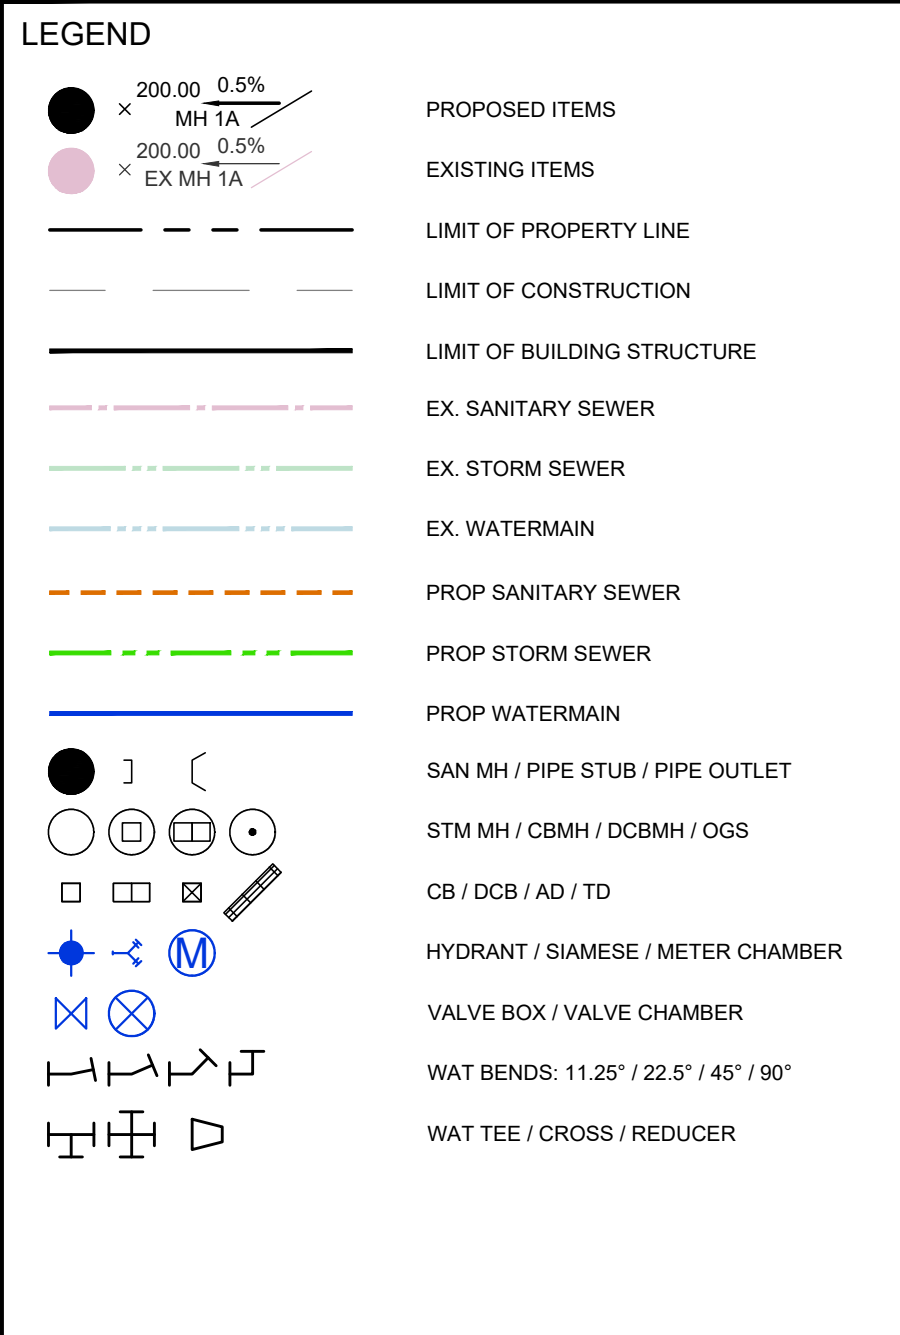 LEGEND
200.00 0.5%
MH 1A
PROPOSED ITEMS
200.00 0.5%
EX MH 1A
EXISTING ITEMS
LIMIT OF PROPERTY LINE
LIMIT OF CONSTRUCTION
LIMIT OF BUILDING STRUCTURE
EX. SANITARY SEWER
EX. STORM SEWER
EX. WATERMAIN
PROP SANITARY SEWER
PROP STORM SEWER
PROP WATERMAIN
SAN MH / PIPE STUB / PIPE OUTLET
STM MH / CBMH / DCBMH / OGS
CB / DCB / AD / TD
M
HYDRANT / SIAMESE / METER CHAMBER
VALVE BOX / VALVE CHAMBER
WAT BENDS: 11.25° / 22.5° / 45° / 90°
WAT TEE / CROSS / REDUCER